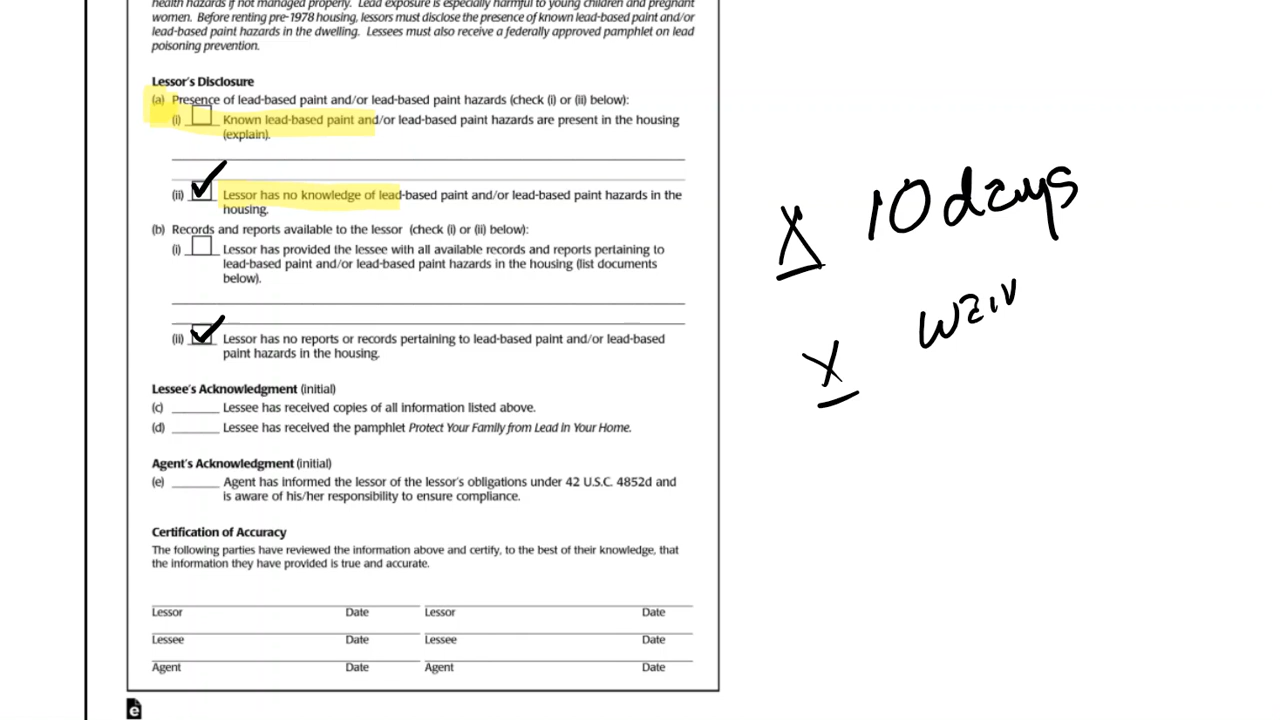 health hazards if not managed properly. Lead exposure is especially harmful to young children and pregnant
women. Before renting pre-1978 housing, lessors must disclose the presence of known lead-based paint and/or
lead-based paint hazards in the dwelling. Lessees must also receive a federally approved pamphlet on lead
poisoning prevention.
Lessor's Disclosure
(a) Presence of lead-based paint and/or lead-based paint hazards (check (i) or (ii) below):
(i) Known lead-based paint and/or lead-based paint hazards are present in the housing
(explain).
(ii) Lessor has no knowledge of lead-based paint and/or lead-based paint hazards in the
housing.
(b) Records and reports available to the lessor (check (i) or (ii) below):
(i) Lessor has provided the lessee with all available records and reports pertaining to
lead-based paint and/or lead-based paint hazards in the housing (list documents
below).
(ii) Lessor has no reports or records pertaining to lead-based paint and/or lead-based
paint hazards in the housing.
Lessee's Acknowledgment (initial)
(c) ________ Lessee has received copies of all information listed above.
(d) ________ Lessee has received the pamphlet Protect Your Family from Lead in Your Home.
Agent's Acknowledgment (initial)
(e) ________ Agent has informed the lessor of the lessor's obligations under 42 U.S.C. 4852d and
is aware of his/her responsibility to ensure compliance.
Certification of Accuracy
The following parties have reviewed the information above and certify, to the best of their knowledge, that
the information they have provided is true and accurate.
Lessor Date Lessor Date
Lessee Date Lessee Date
Agent Date Agent Date
e
X 10 days
X waiv